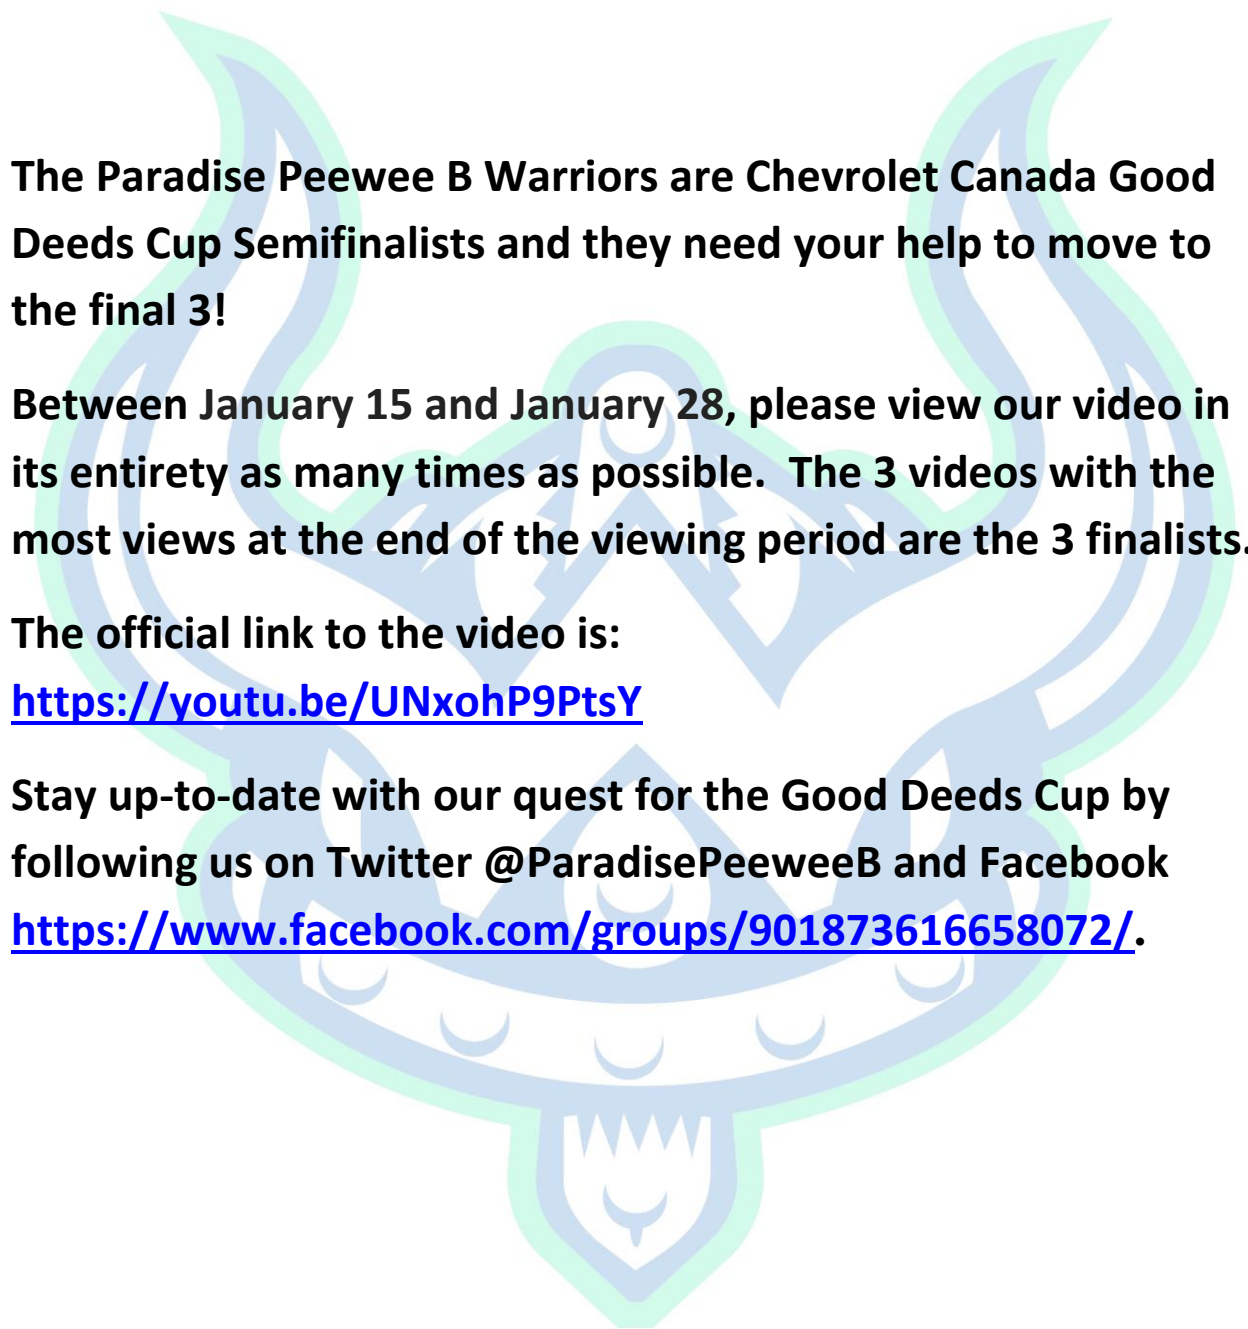 The Paradise Peewee B Warriors are Chevrolet Canada Good
Deeds Cup Semifinalists and they need your help to move to
the final 3!
Between January 15 and January 28, please view our video in
its entirety as many times as possible.  The 3 videos with the
most views at the end of the viewing period are the 3 finalists.
The official link to the video is:
https://youtu.be/UNxohP9PtsY
Stay up-to-date with our quest for the Good Deeds Cup by
following us on Twitter @ParadisePeeweeB and Facebook
https://www.facebook.com/groups/901873616658072/.